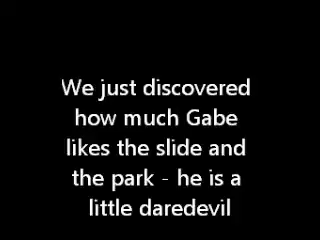 We just discovered
how much Gabe
likes the slide and
the park - he is a
little daredevil